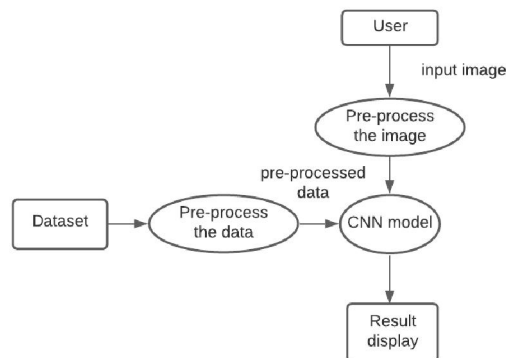 User
input image
Pre-process
the image
pre-processed
data
Dataset
Pre-process
the data
CNN model
Result
display